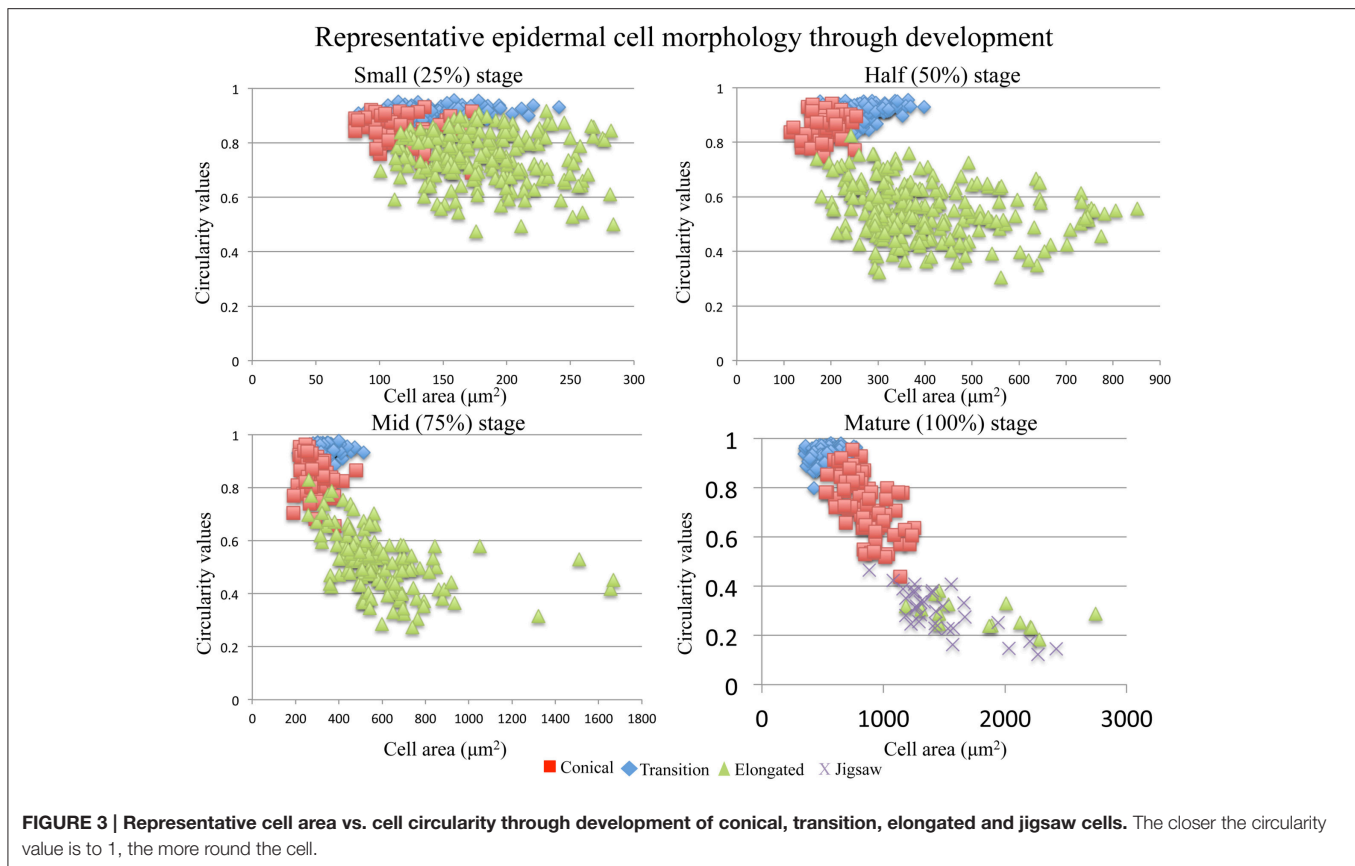 Representative epidermal cell morphology through development
Small (25%) stage
Circularity values
1
0.8
0.6
0.4
0.2
0
0 50 100 150 200 250 300
Cell area (μm²)
Half (50%) stage
Circularity values
1
0.8
0.6
0.4
0.2
0
0 100 200 300 400 500 600 700 800 900
Cell area (μm²)
Mid (75%) stage
Circularity values
1
0.8
0.6
0.4
0.2
0
0 200 400 600 800 1000 1200 1400 1600 1800
Cell area (μm²)
Mature (100%) stage
Circularity values
1
0.8
0.6
0.4
0.2
0
0 1000 2000 3000
Cell area (μm²)
Conical Transition Elongated Jigsaw
FIGURE 3 | Representative cell area vs. cell circularity through development of conical, transition, elongated and jigsaw cells. The closer the circularity
value is to 1, the more round the cell.